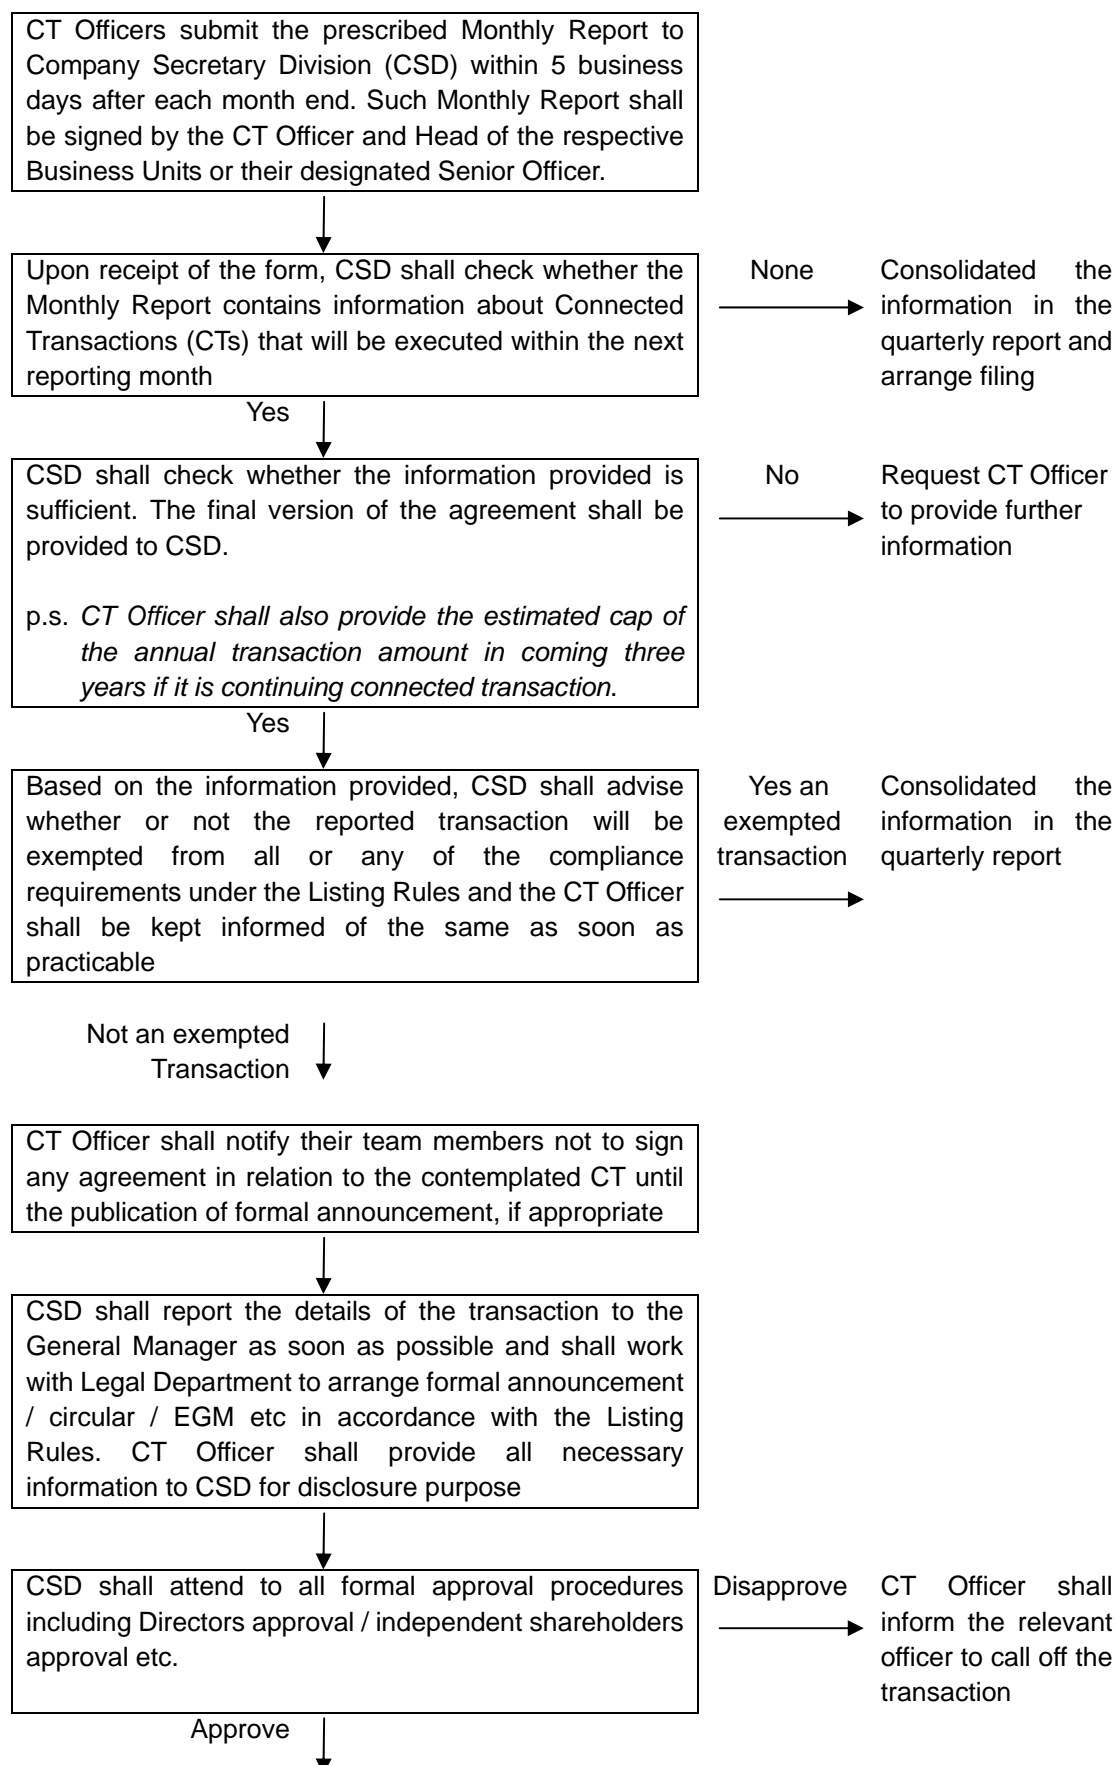 CT Officers submit the prescribed Monthly Report to
Company Secretary Division (CSD) within 5 business
days after each month end. Such Monthly Report shall
be signed by the CT Officer and Head of the respective
Business Units or their designated Senior Officer.
Upon receipt of the form, CSD shall check whether the
Monthly Report contains information about Connected
Transactions (CTs) that will be executed within the next
reporting month
None
Consolidated the
information in the
quarterly report and
arrange filing
Yes
CSD shall check whether the information provided is
sufficient. The final version of the agreement shall be
provided to CSD.
p.s. CT Officer shall also provide the estimated cap of
the annual transaction amount in coming three
years if it is continuing connected transaction.
No
Request CT Officer
to provide further
information
Yes
Based on the information provided, CSD shall advise
whether or not the reported transaction will be
exempted from all or any of the compliance
requirements under the Listing Rules and the CT Officer
shall be kept informed of the same as soon as
practicable
Yes an
exempted
transaction
Consolidated the
information in the
quarterly report
Not an exempted
Transaction
CT Officer shall notify their team members not to sign
any agreement in relation to the contemplated CT until
the publication of formal announcement, if appropriate
CSD shall report the details of the transaction to the
General Manager as soon as possible and shall work
with Legal Department to arrange formal announcement
/ circular / EGM etc in accordance with the Listing
Rules. CT Officer shall provide all necessary
information to CSD for disclosure purpose
CSD shall attend to all formal approval procedures
including Directors approval / independent shareholders
approval etc.
Disapprove
CT Officer shall
inform the relevant
officer to call off the
transaction
Approve